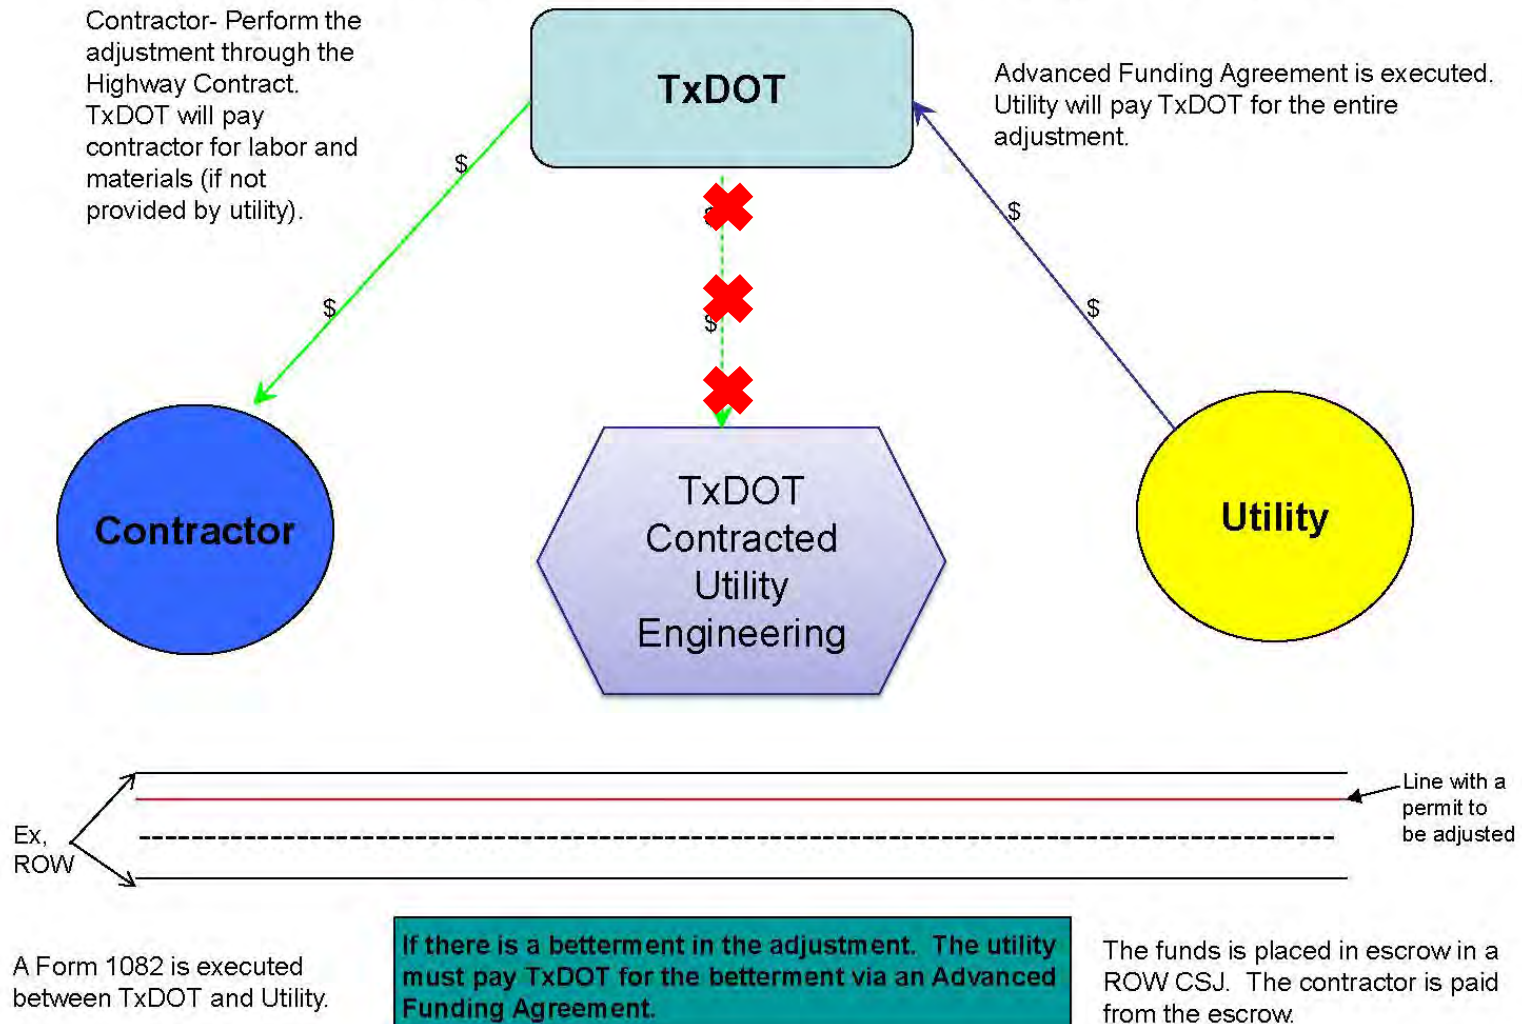 Contractor- Perform the
adjustment through the
Highway Contract.
TxDOT will pay
contractor for labor and
materials (if not
provided by utility).
TxDOT
Advanced Funding Agreement is executed.
Utility will pay TxDOT for the entire
adjustment.
$
$
$
$
$
$
Contractor
TxDOT
Contracted
Utility
Engineering
Utility
Line with a
permit to
be adjusted
Ex,
ROW
A Form 1082 is executed
between TxDOT and Utility.
If there is a betterment in the adjustment.  The utility
must pay TxDOT for the betterment via an Advanced
Funding Agreement.
The funds is placed in escrow in a
ROW CSJ.  The contractor is paid
from the escrow.